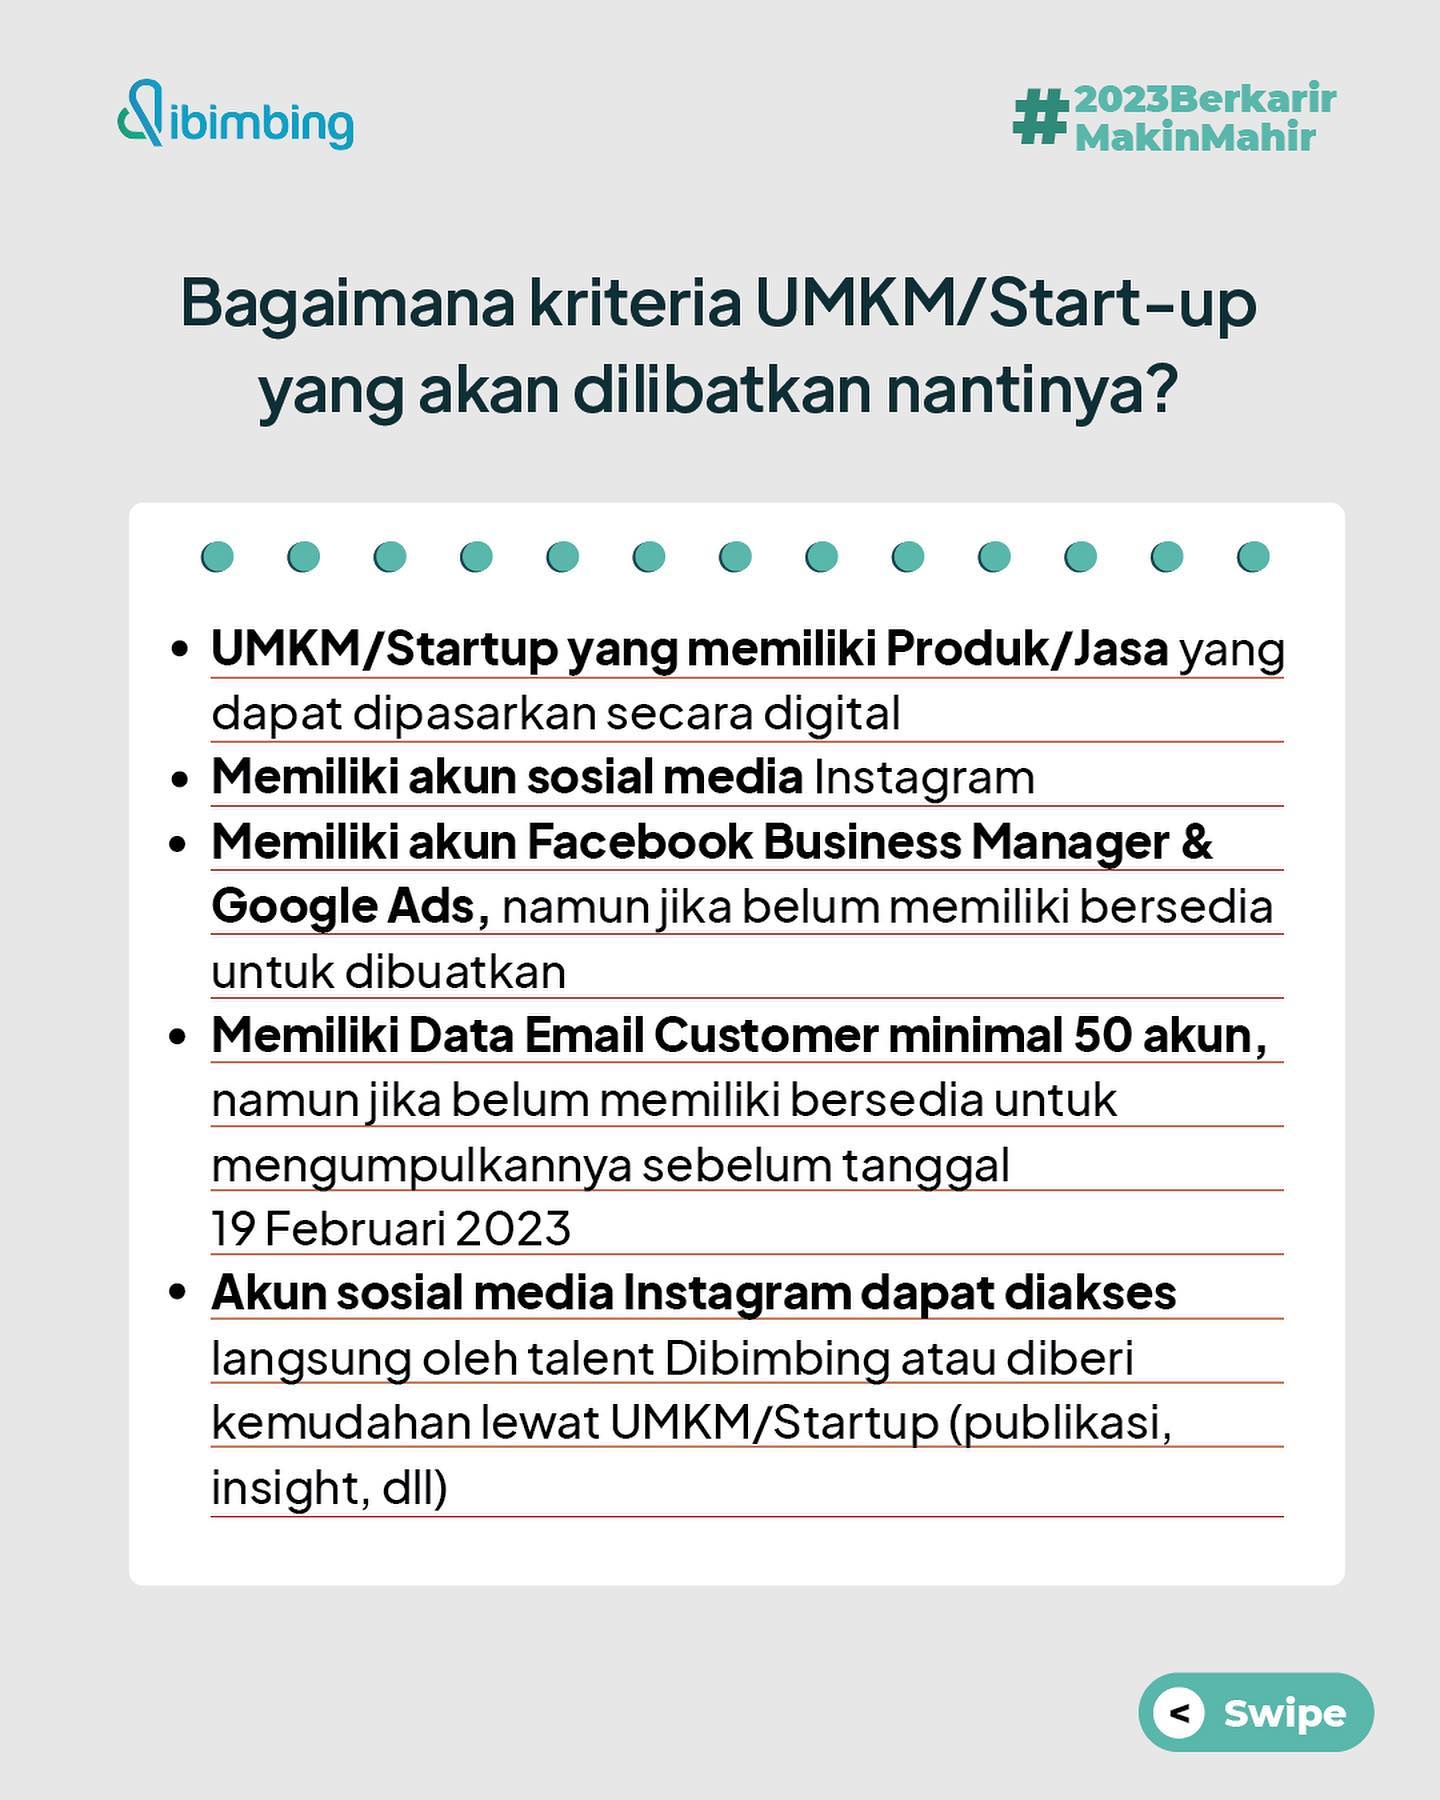 Dibimbing
#2023Berkarir
MakinMahir
Bagaimana kriteria UMKM/Start-up
yang akan dilibatkan nantinya?
• UMKM/Startup yang memiliki Produk/Jasa yang
dapat dipasarkan secara digital
• Memiliki akun sosial media Instagram
• Memiliki akun Facebook Business Manager &
Google Ads, namun jika belum memiliki bersedia
untuk dibuatkan
• Memiliki Data Email Customer minimal 50 akun,
namun jika belum memiliki bersedia untuk
mengumpulkannya sebelum tanggal
19 Februari 2023
• Akun sosial media Instagram dapat diakses
langsung oleh talent Dibimbing atau diberi
kemudahan lewat UMKM/Startup (publikasi,
insight, dll)
< Swipe